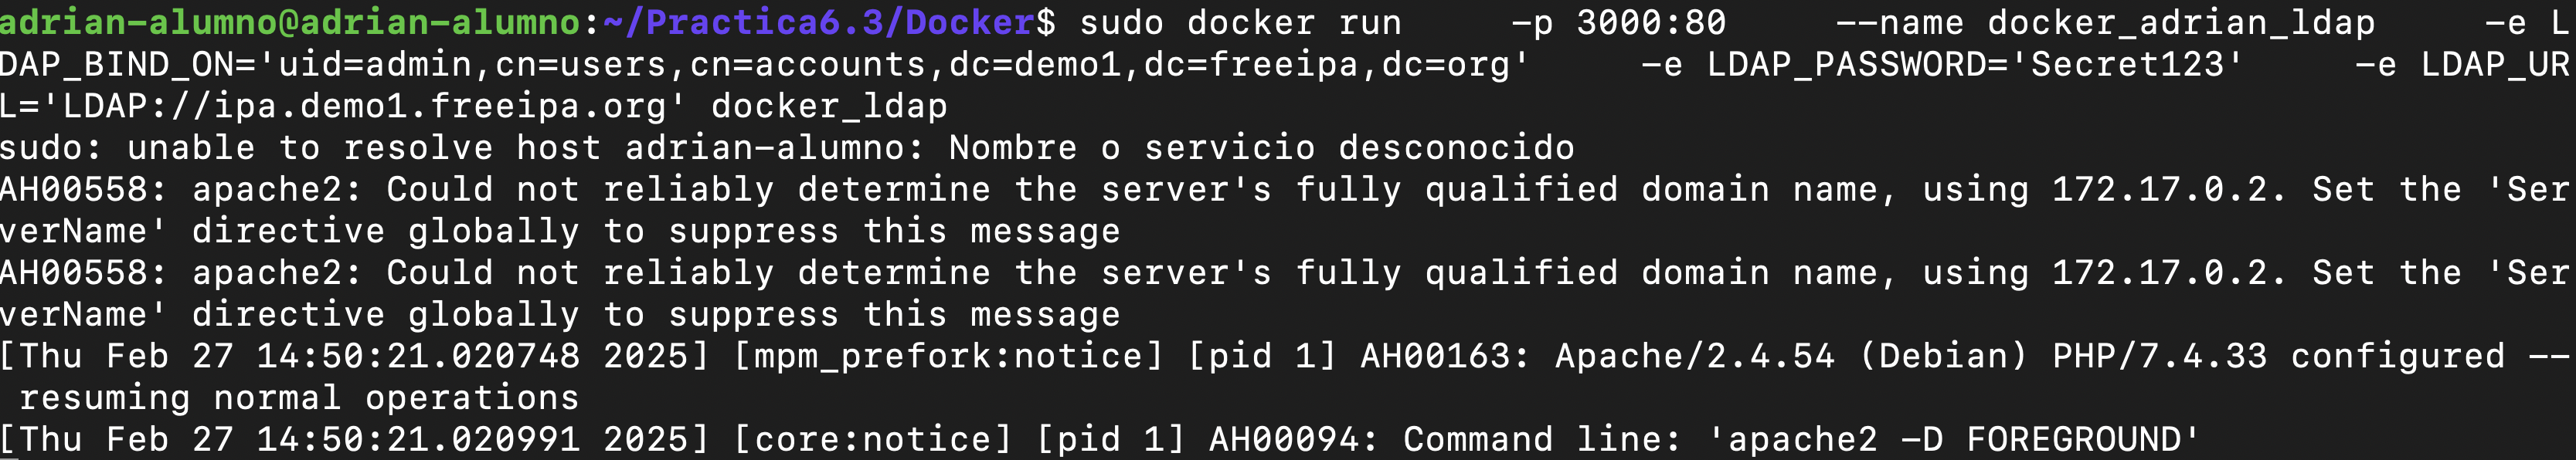 adrian-alumno@adrian-alumno:~/Practica6.3/Docker$ sudo docker run     -p 3000:80     --name docker_adrian_ldap     -e L
DAP_BIND_ON='uid=admin,cn=users,cn=accounts,dc=demo1,dc=freeipa,dc=org'     -e LDAP_PASSWORD='Secret123'     -e LDAP_UR
L='LDAP://ipa.demo1.freeipa.org' docker_ldap
sudo: unable to resolve host adrian-alumno: Nombre o servicio desconocido
AH00558: apache2: Could not reliably determine the server's fully qualified domain name, using 172.17.0.2. Set the 'Ser
verName' directive globally to suppress this message
AH00558: apache2: Could not reliably determine the server's fully qualified domain name, using 172.17.0.2. Set the 'Ser
verName' directive globally to suppress this message
[Thu Feb 27 14:50:21.020748 2025] [mpm_prefork:notice] [pid 1] AH00163: Apache/2.4.54 (Debian) PHP/7.4.33 configured --
 resuming normal operations
[Thu Feb 27 14:50:21.020991 2025] [core:notice] [pid 1] AH00094: Command line: 'apache2 -D FOREGROUND'